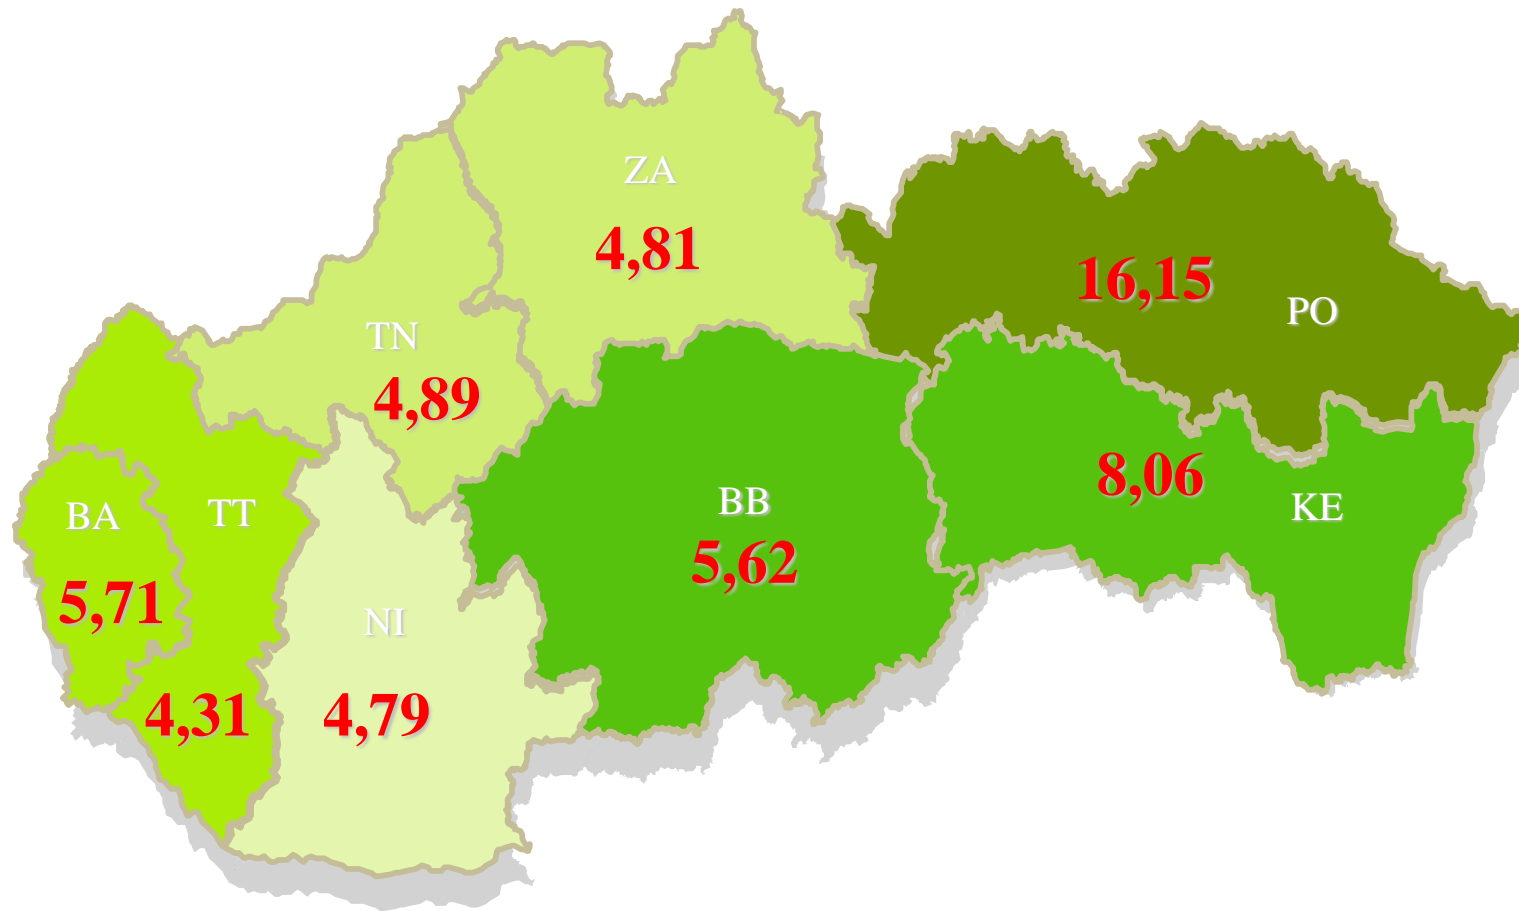 ZA
4,81
16,15
PO
TN
4,89
8,06
KE
BB
5,62
BA
5,71
TT
4,31
NI
4,79